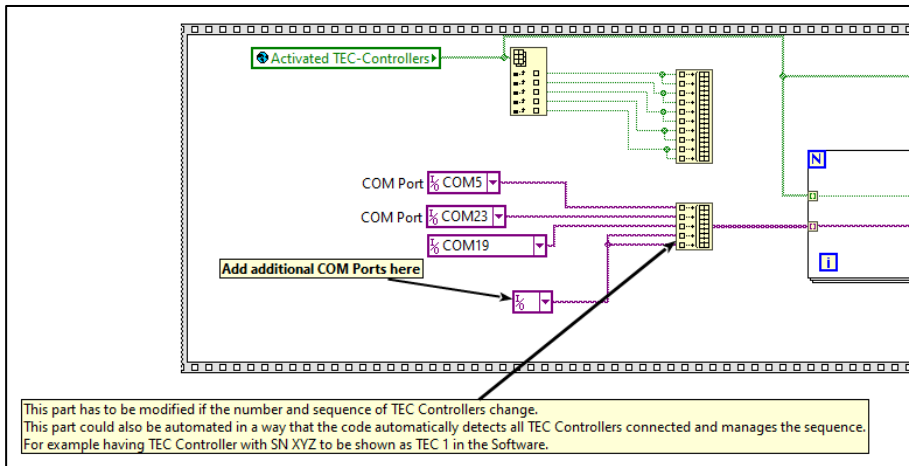 Activated TEC-Controllers
COM Port COM5
COM Port COM23
COM19
Add additional COM Ports here
I/O
N
i
This part has to be modified if the number and sequence of TEC Controllers change.
This part could also be automated in a way that the code automatically detects all TEC Controllers connected and manages the sequence.
For example having TEC Controller with SN XYZ to be shown as TEC 1 in the Software.